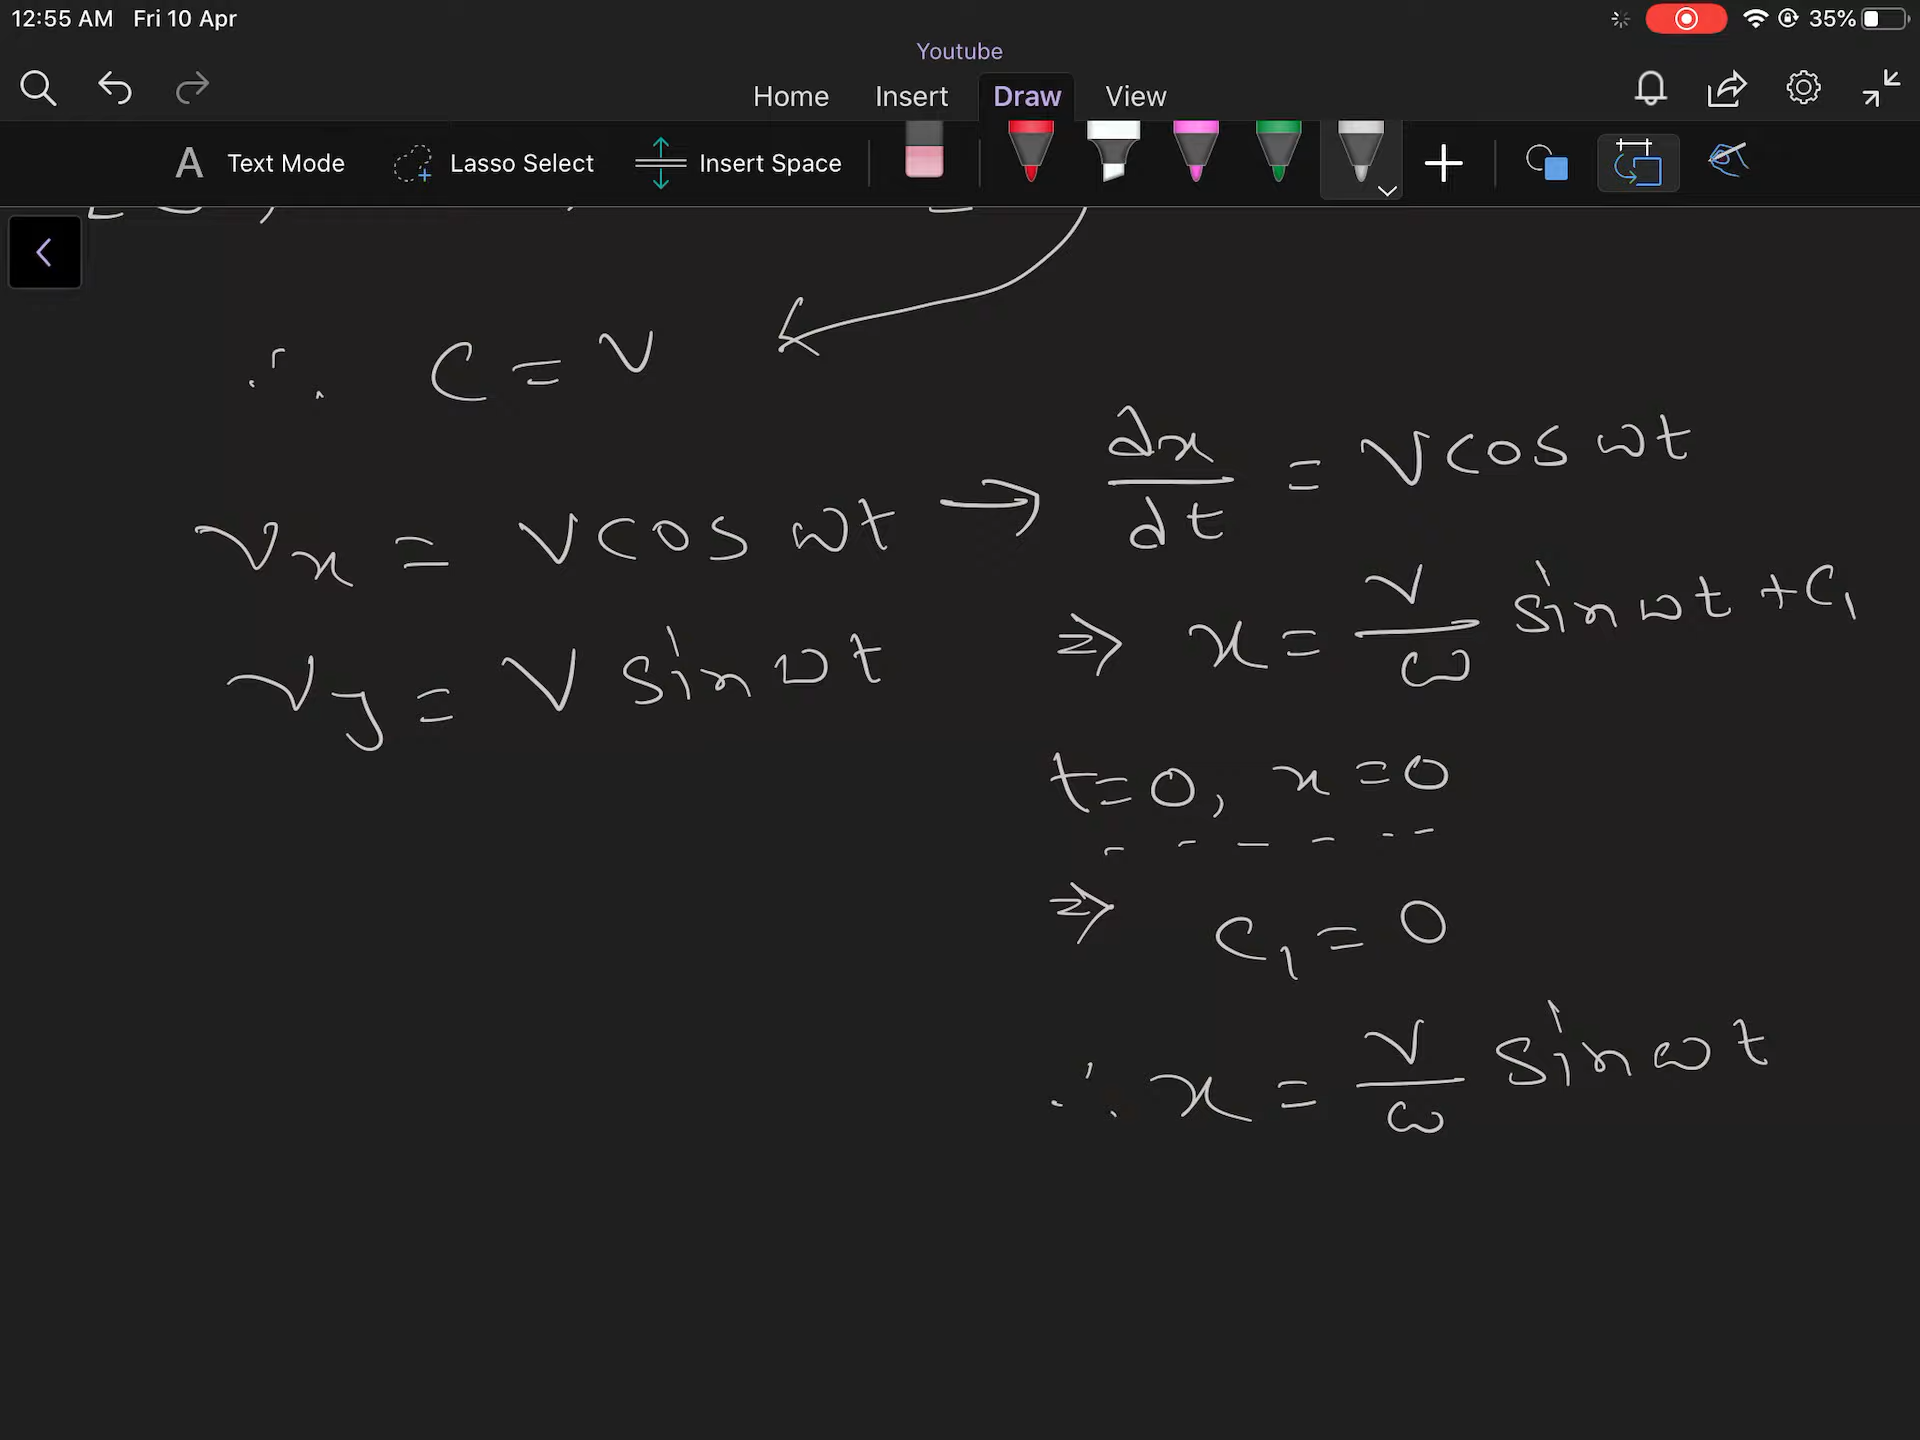 12:55 AM Fri 10 Apr
35%
Youtube
Home Insert Draw View
A Text Mode Lasso Select Insert Space
∴ C = v
vx = v cos ωt → dx/dt = v cos ωt
vy = v sin ωt
⇒ x = v/ω sin ωt + C₁
t = 0, x = 0
⇒ C₁ = 0
∴ x = v/ω sin ωt